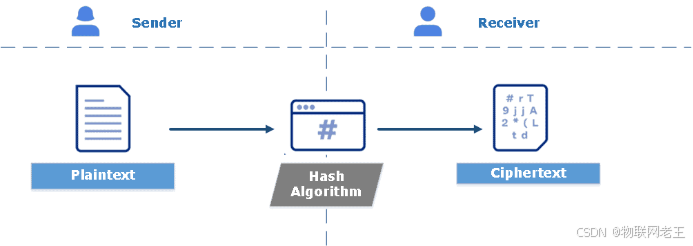 Sender
Receiver
#
# r T
9 j j A
2 * ( L
t d
Plaintext
Hash
Algorithm
Ciphertext
CSDN @物联网老王